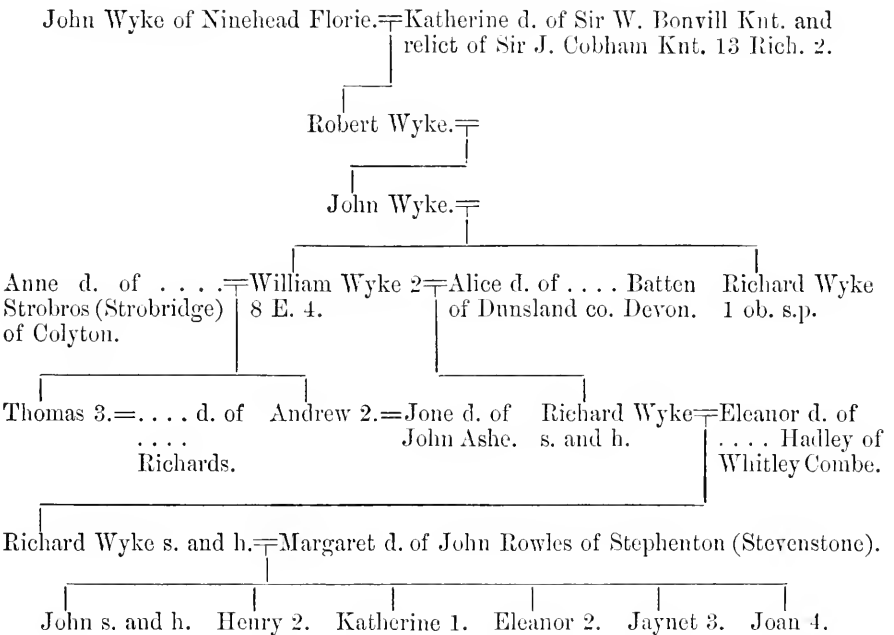 John Wyke of Ninehead Florie.=Katherine d. of Sir W. Bonvill Knt. and
relict of Sir J. Cobham Knt. 13 Rich. 2.
Robert Wyke.=
John Wyke.=
Anne d. of . . . .=William Wyke 2=Alice d. of . . . . Batten Richard Wyke
Strobros (Strobridge) 8 E. 4. of Dunsland co. Devon. 1 ob. s.p.
of Colyton.
Thomas 3.=. . . . d. of Andrew 2.=Jone d. of Richard Wyke=Eleanor d. of
. . . . John Ashe. s. and h. . . . . Hadley of
Richards. Whitley Combe.
Richard Wyke s. and h.=Margaret d. of John Rowles of Stephenton (Stevenstone).
John s. and h. Henry 2. Katherine 1. Eleanor 2. Jaynet 3. Joan 4.